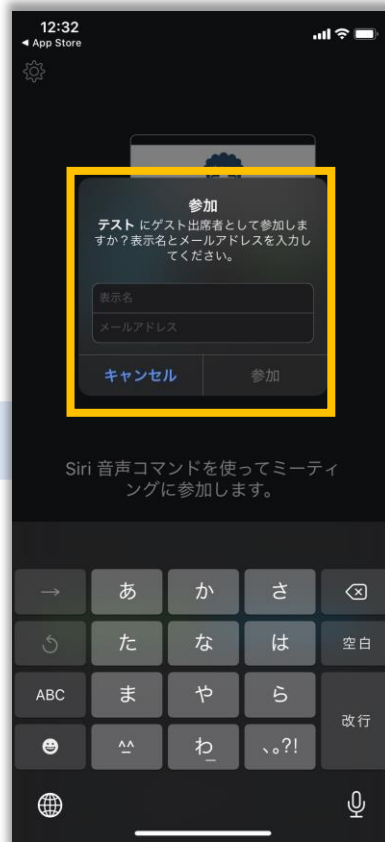 12:32
◀ App Store
参加
テスト にゲスト出席者として参加しま
すか？表示名とメールアドレスを入力し
てください。
表示名
メールアドレス
キャンセル 参加
Siri 音声コマンドを使ってミーティ
ングに参加します。
→ あ か さ
た な は 空白
ABC ま や ら
改行
^^ わ_ 、。?!